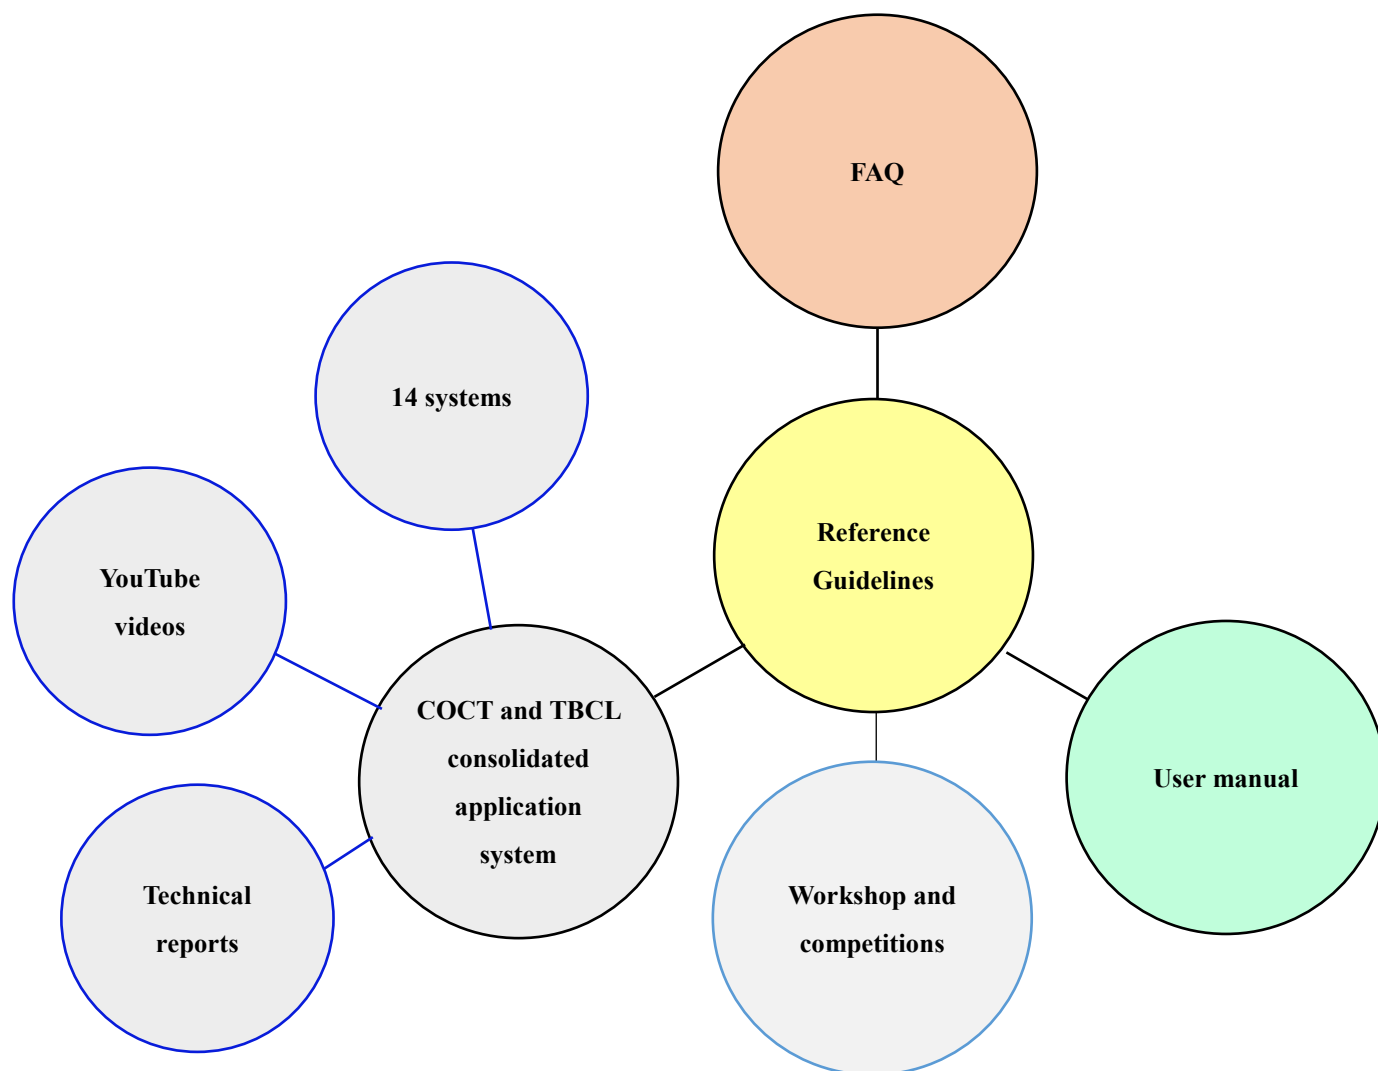 FAQ
14 systems
Reference
Guidelines
YouTube
videos
COCT and TBCL
consolidated
application
system
User manual
Technical
reports
Workshop and
competitions